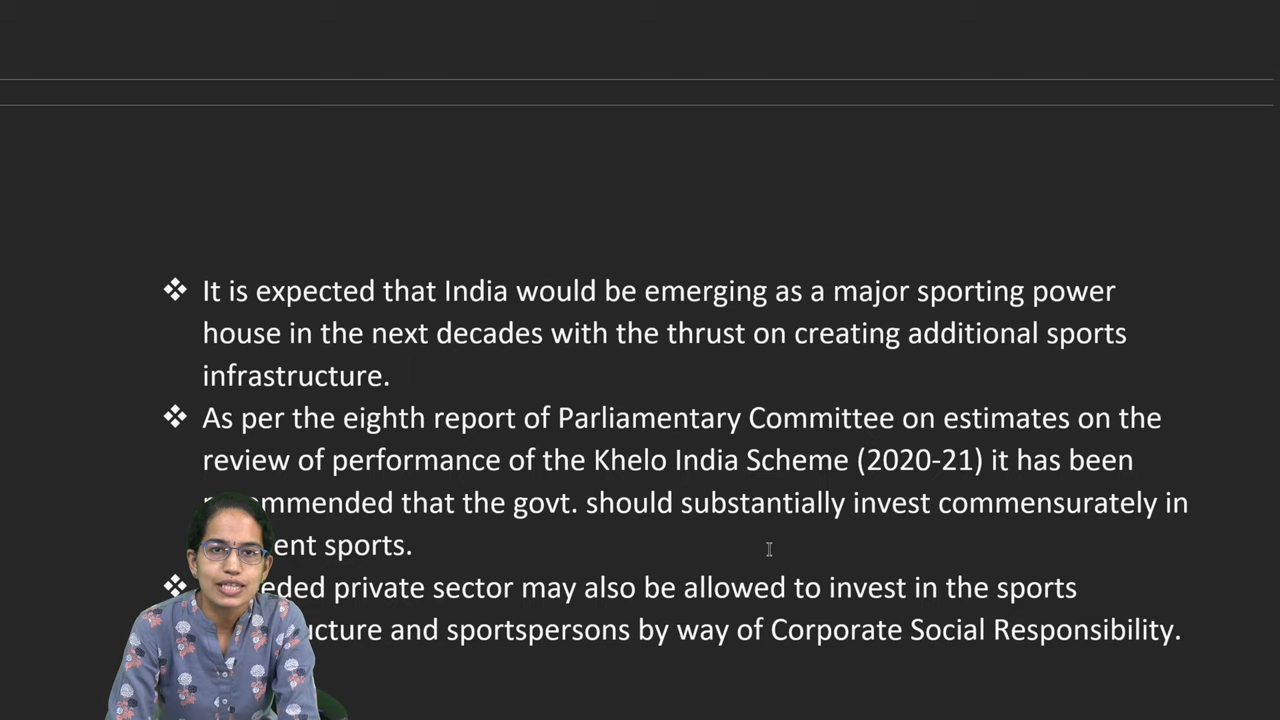 ❖ It is expected that India would be emerging as a major sporting power
house in the next decades with the thrust on creating additional sports
infrastructure.
❖ As per the eighth report of Parliamentary Committee on estimates on the
review of performance of the Khelo India Scheme (2020-21) it has been
recommended that the govt. should substantially invest commensurately in
sports.
❖ private sector may also be allowed to invest in the sports
and sportspersons by way of Corporate Social Responsibility.